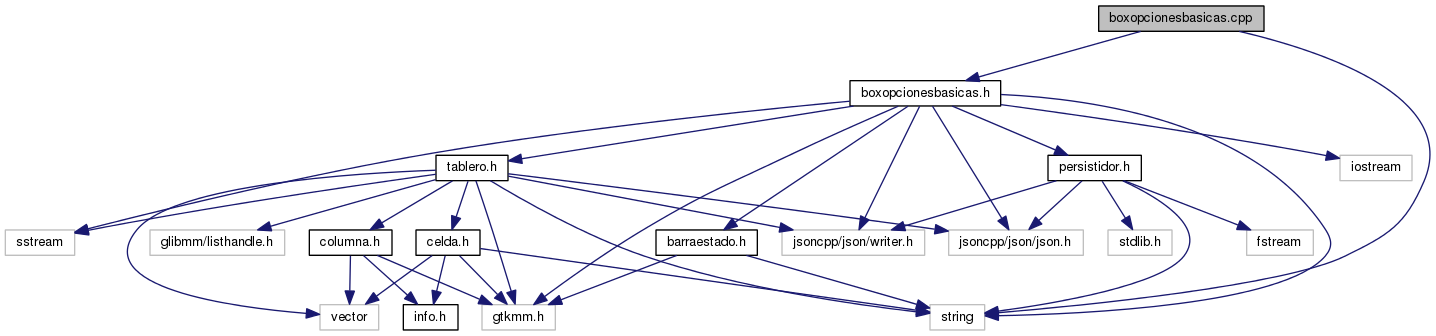 boxopcionesbasicas.cpp
boxopcionesbasicas.h
tablero.h
persistidor.h
iostream
sstream
glibmm/listhandle.h
columna.h
celda.h
barraestado.h
jsoncpp/json/writer.h
jsoncpp/json/json.h
stdlib.h
fstream
vector
info.h
gtkmm.h
string